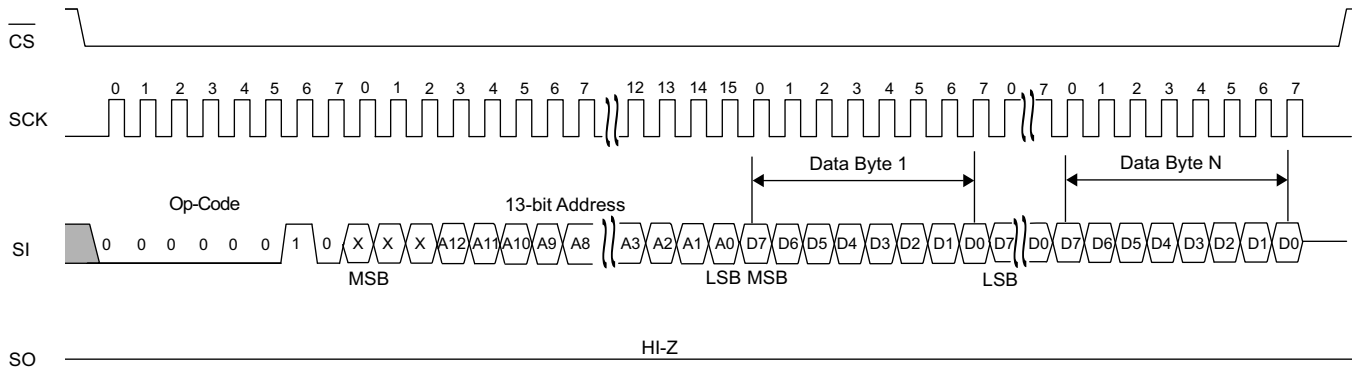 CS
0 1 2 3 4 5 6 7 0 1 2 3 4 5 6 7 12 13 14 15 0 1 2 3 4 5 6 7 0 7 0 1 2 3 4 5 6 7
SCK
Data Byte 1 Data Byte N
Op-Code 13-bit Address
SI 0 0 0 0 0 0 1 0 X X X A12 A11 A10 A9 A8 A3 A2 A1 A0 D7 D6 D5 D4 D3 D2 D1 D0 D7 D0 D7 D6 D5 D4 D3 D2 D1 D0
MSB LSB MSB LSB
HI-Z
SO